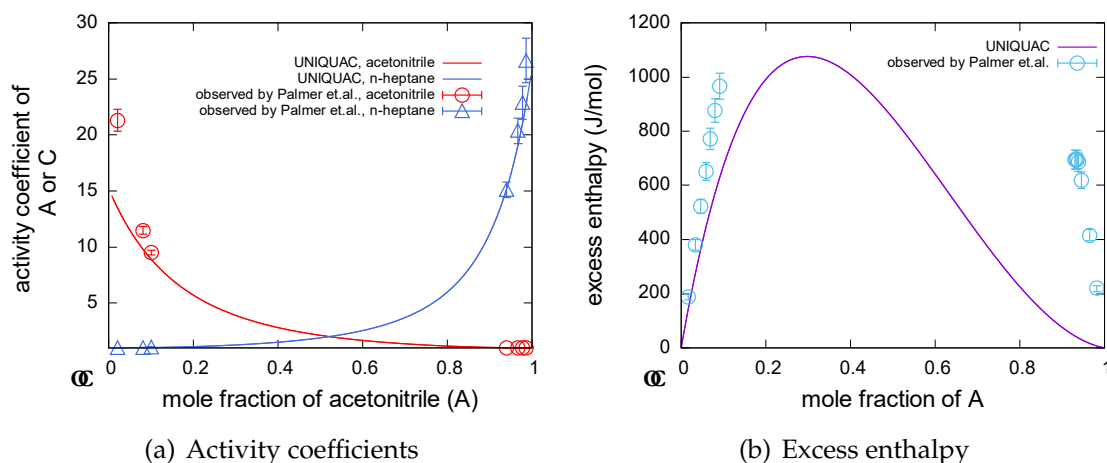 30
25
20
15
10
5
activity coefficient of
A or C
UNIQUAC, acetonitrile
UNIQUAC, n-heptane
observed by Palmer et.al., acetonitrile
observed by Palmer et.al., n-heptane
0.2 0.4 0.6 0.8 1
mole fraction of acetonitrile (A)
(a) Activity coefficients
1200
1000
800
600
400
200
0
excess enthalpy (J/mol)
UNIQUAC
observed by Palmer et.al.
0.2 0.4 0.6 0.8 1
mole fraction of A
(b) Excess enthalpy